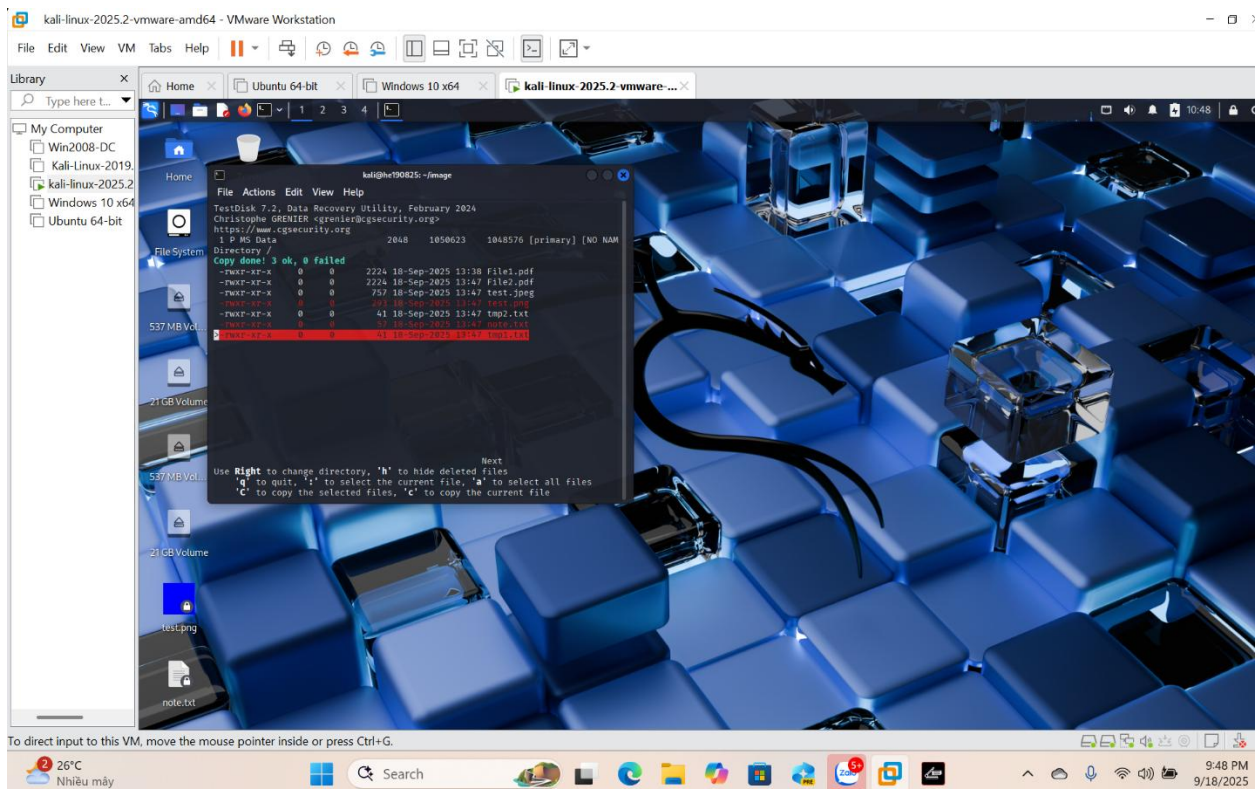 kali-linux-2025.2-vmware-amd64 - VMware Workstation
File Edit View VM Tabs Help
Library
Type here t...
My Computer
Win2008-DC
Kali-Linux-2019.
kali-linux-2025.2
Windows 10 x64
Ubuntu 64-bit
Home Ubuntu 64-bit Windows 10 x64 kali-linux-2025.2-vmware-...
1 2 3 4 10:48
Home
File System
537 MB Vol...
21 GB Volume
537 MB Vol...
21 GB Volume
test.png
note.txt
kali@he190825: ~/image
File Actions Edit View Help
TestDisk 7.2, Data Recovery Utility, February 2024
Christophe GRENIER <grenier@cgsecurity.org>
https://www.cgsecurity.org
1 P MS Data 2048 1050623 1048576 [primary] [NO NAM
Directory /
Copy done! 3 ok, 0 failed
-rwxr-xr-x 0 0 2224 18-Sep-2025 13:38 File1.pdf
-rwxr-xr-x 0 0 2224 18-Sep-2025 13:47 File2.pdf
-rwxr-xr-x 0 0 757 18-Sep-2025 13:47 test.jpeg
-rwxr-xr-x 0 0 18-Sep-2025 13:47 test.png
-rwxr-xr-x 0 0 41 18-Sep-2025 13:47 tmp2.txt
-rwxr-xr-x 0 0 57 18-Sep-2025 13:47 note.txt
>-rwxr-xr-x 0 0 41 18-Sep-2025 13:47 tmp1.txt
Next
Use Right to change directory, 'h' to hide deleted files
'q' to quit, ':' to select the current file, 'a' to select all files
'C' to copy the selected files, 'c' to copy the current file
To direct input to this VM, move the mouse pointer inside or press Ctrl+G.
2
26°C
Nhiều mây
Search
PRE
Zalo
5+
9:48 PM
9/18/2025